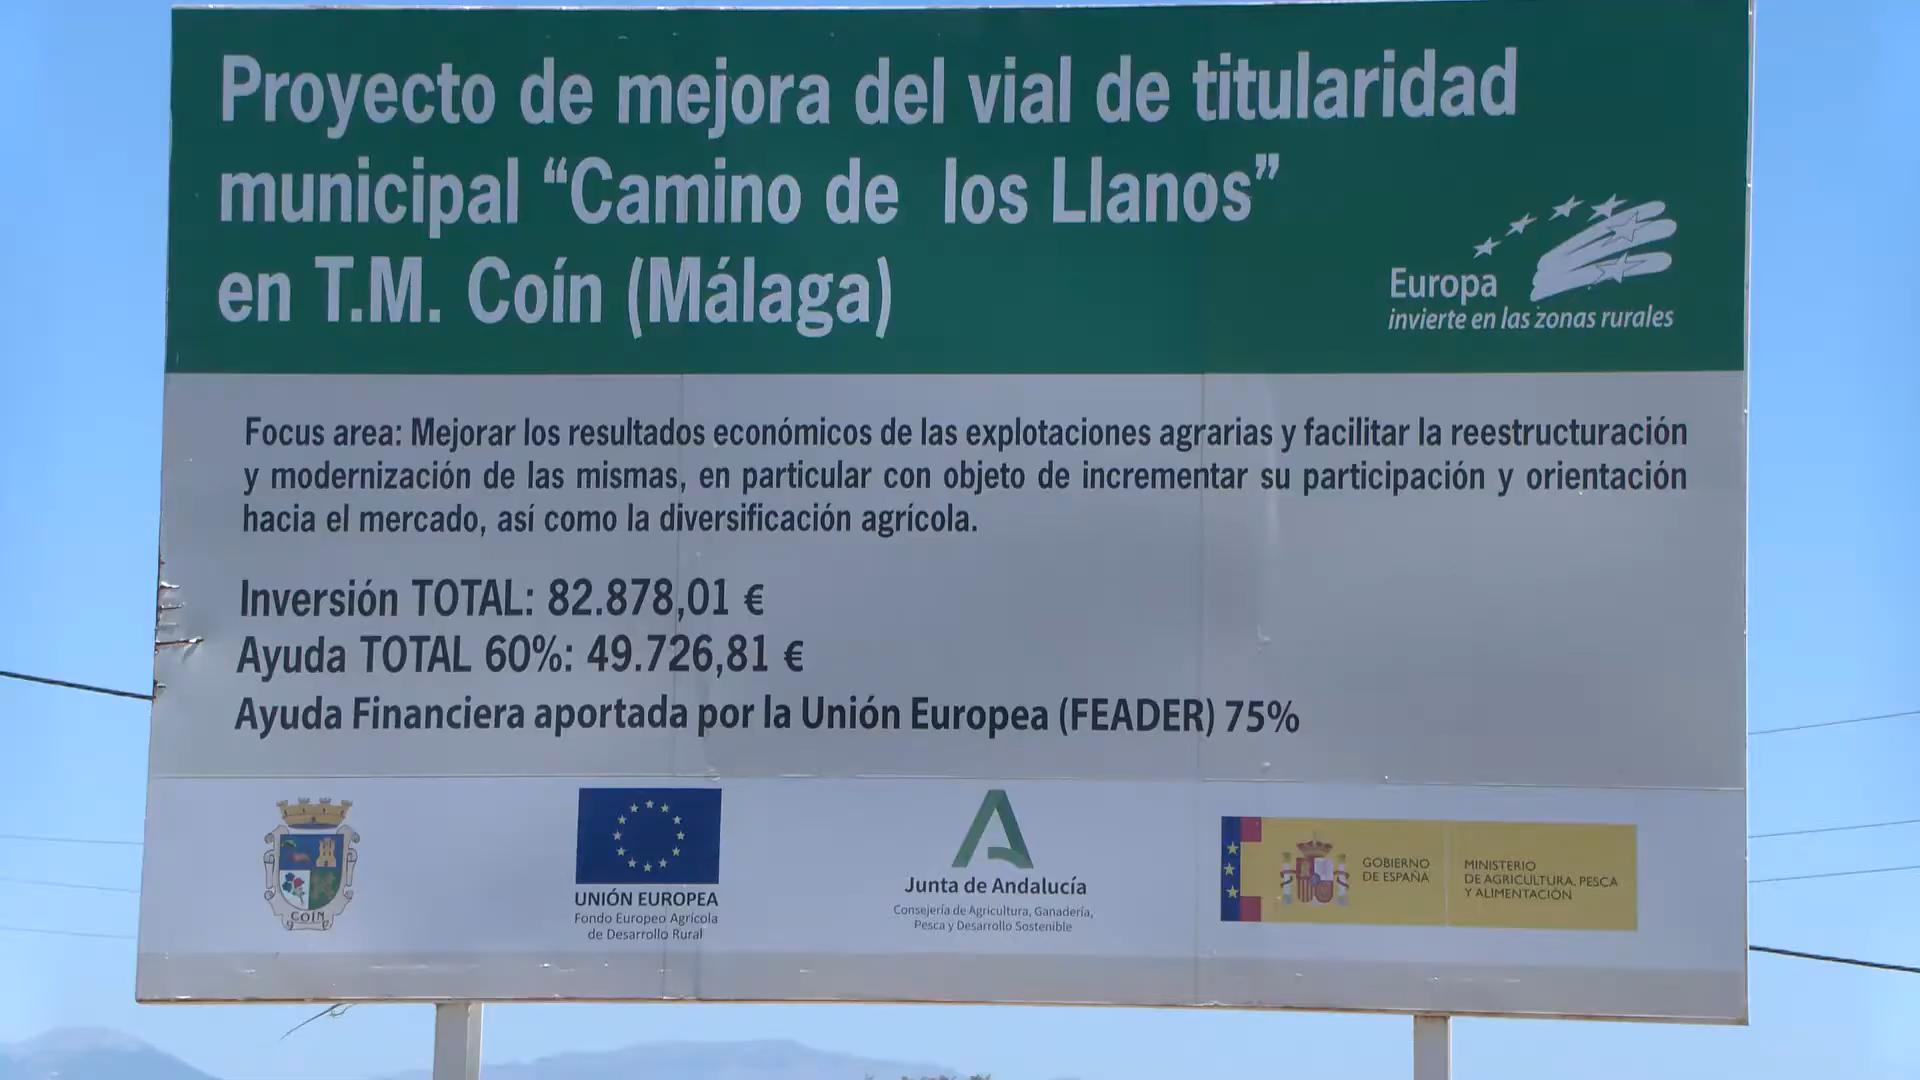 Proyecto de mejora del vial de titularidad
municipal “Camino de los Llanos”
en T.M. Coín (Málaga)
Europa
invierte en las zonas rurales
Focus area: Mejorar los resultados económicos de las explotaciones agrarias y facilitar la reestructuración
y modernización de las mismas, en particular con objeto de incrementar su participación y orientación
hacia el mercado, así como la diversificación agrícola.
Inversión TOTAL: 82.878,01 €
Ayuda TOTAL 60%: 49.726,81 €
Ayuda Financiera aportada por la Unión Europea (FEADER) 75%
COÍN
UNIÓN EUROPEA
Fondo Europeo Agrícola
de Desarrollo Rural
Junta de Andalucía
Consejería de Agricultura, Ganadería,
Pesca y Desarrollo Sostenible
GOBIERNO
DE ESPAÑA
MINISTERIO
DE AGRICULTURA, PESCA
Y ALIMENTACIÓN